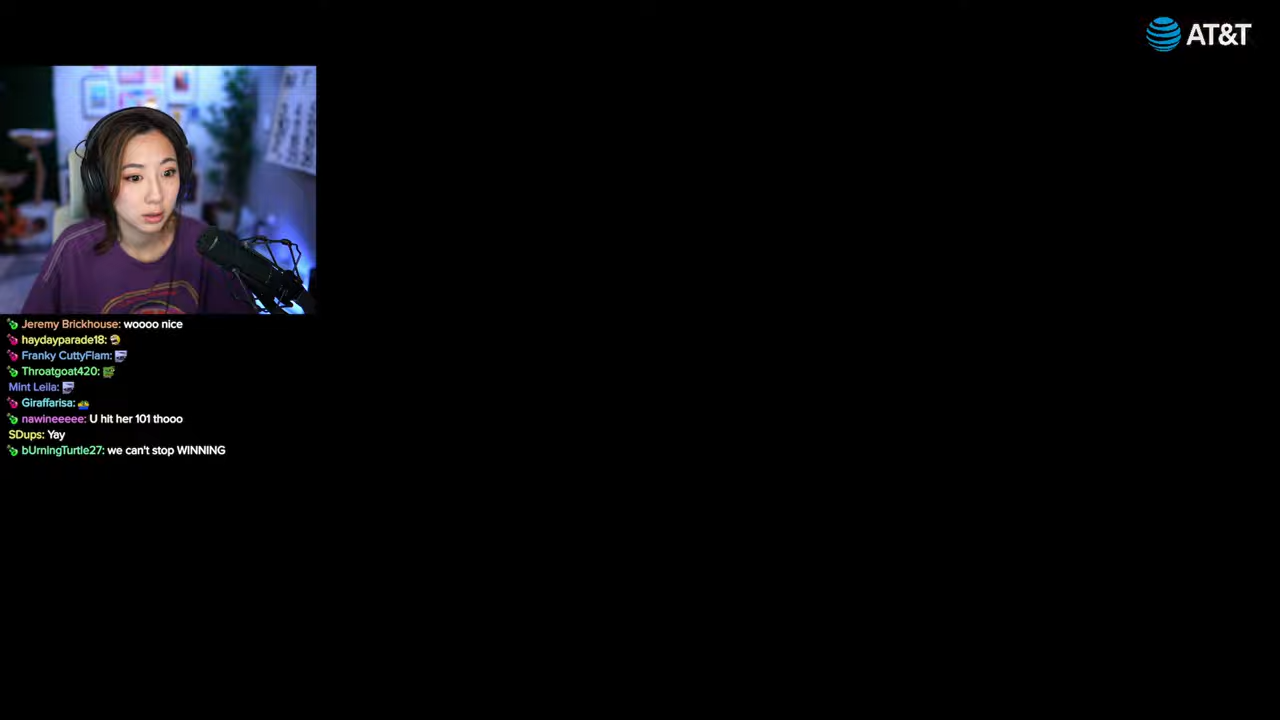 AT&T
Jeremy Brickhouse: woooo nice
haydayparade18:
Franky CuttyFlam:
Throatgoat420:
Mint Leila:
Giraffarisa:
nawineeeee: U hit her 101 thooo
SDups: Yay
bUrningTurtle27: we can't stop WINNING